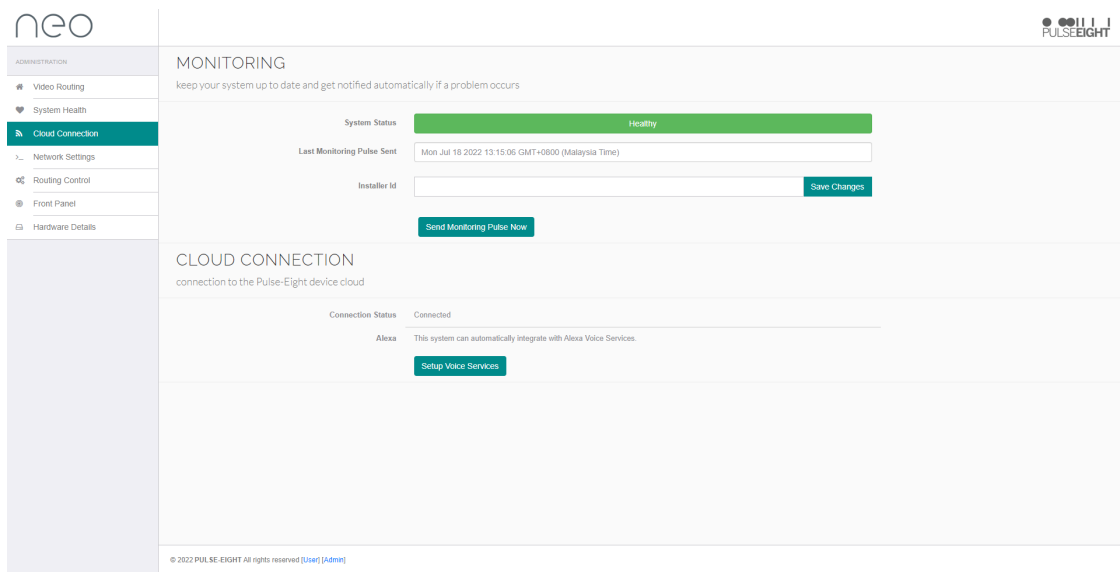 neo
PULSEEIGHT
ADMINISTRATION
Video Routing
System Health
Cloud Connection
Network Settings
Routing Control
Front Panel
Hardware Details
MONITORING
keep your system up to date and get notified automatically if a problem occurs
System Status Healthy
Last Monitoring Pulse Sent Mon Jul 18 2022 13:15:06 GMT+0800 (Malaysia Time)
Installer Id Save Changes
Send Monitoring Pulse Now
CLOUD CONNECTION
connection to the Pulse-Eight device cloud
Connection Status Connected
Alexa This system can automatically integrate with Alexa Voice Services.
Setup Voice Services
© 2022 PULSE-EIGHT All rights reserved [User] [Admin]